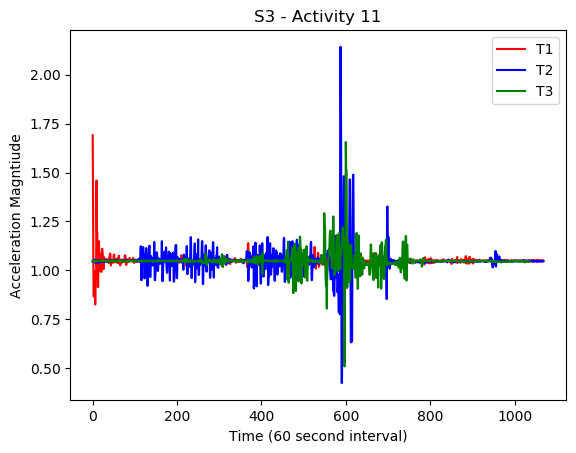 S3 - Activity 11
T1
T2
T3
Acceleration Magntiude
2.00
1.75
1.50
1.25
1.00
0.75
0.50
0
200
400
600
800
1000
Time (60 second interval)